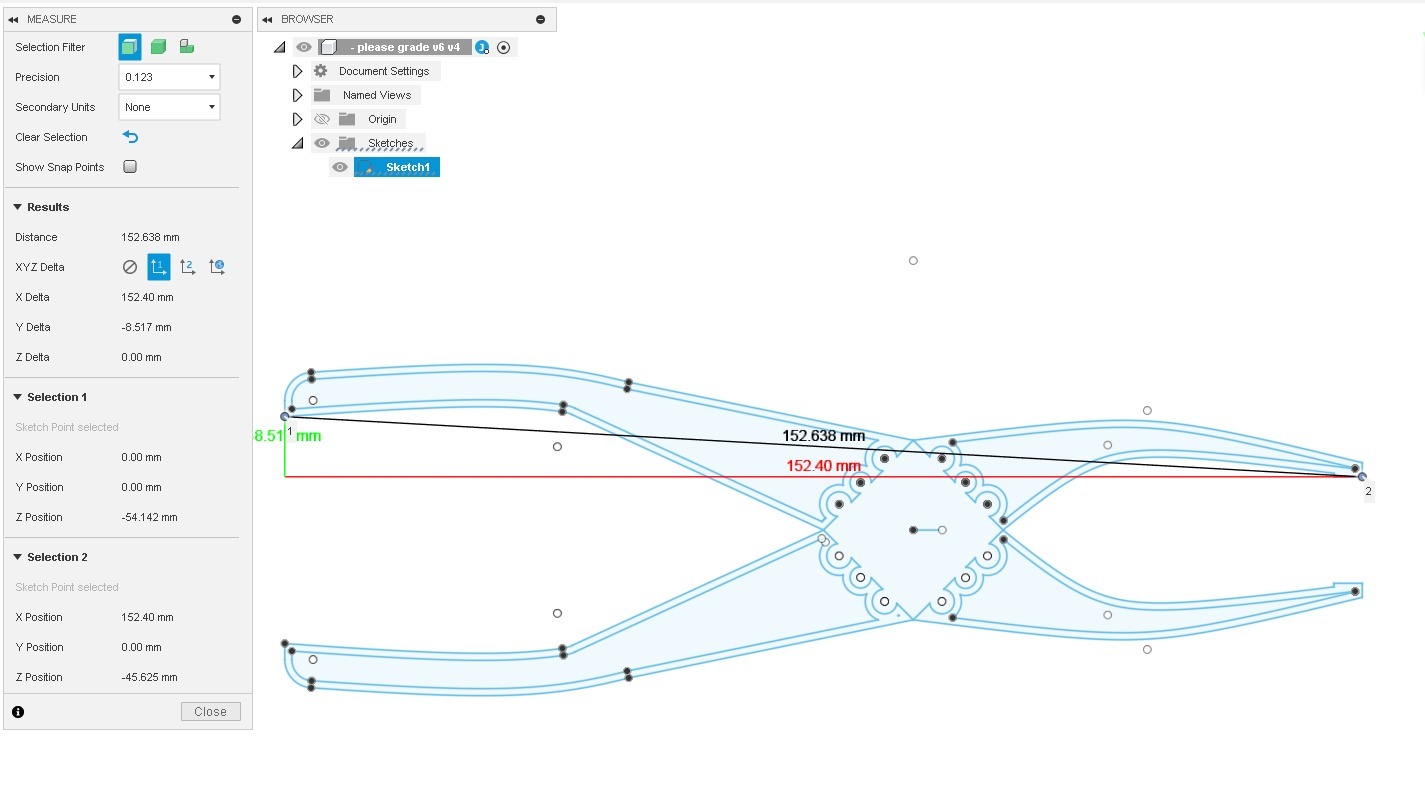 MEASURE
Selection Filter
Precision 0.123
Secondary Units None
Clear Selection
Show Snap Points
Results
Distance 152.638 mm
XYZ Delta 1 2
X Delta 152.40 mm
Y Delta -8.517 mm
Z Delta 0.00 mm
Selection 1
Sketch Point selected
X Position 0.00 mm
Y Position 0.00 mm
Z Position -54.142 mm
Selection 2
Sketch Point selected
X Position 152.40 mm
Y Position 0.00 mm
Z Position -45.625 mm
Close
BROWSER
- please grade v6 v4
Document Settings
Named Views
Origin
Sketches
Sketch1
1
8.51 mm
152.638 mm
152.40 mm
2